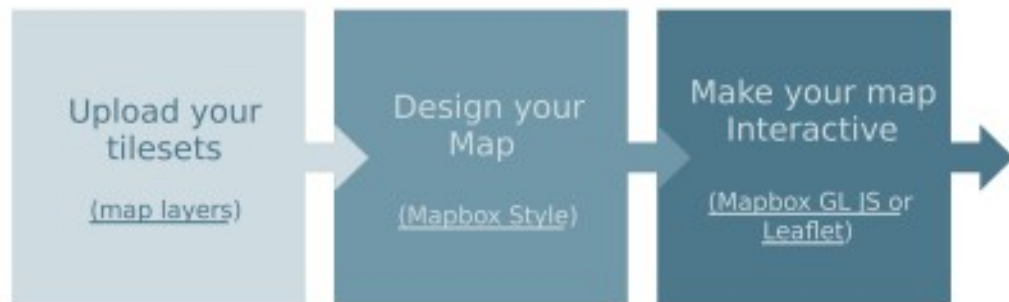 Upload your
tilesets
(map layers)
Design your
Map
(Mapbox Style)
Make your map
Interactive
(Mapbox GL JS or
Leaflet)